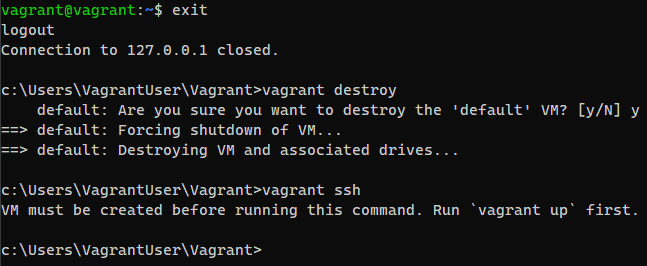 vagrant@vagrant:~$ exit
logout
Connection to 127.0.0.1 closed.
c:\Users\VagrantUser\Vagrant>vagrant destroy
    default: Are you sure you want to destroy the 'default' VM? [y/N] y
==> default: Forcing shutdown of VM...
==> default: Destroying VM and associated drives...
c:\Users\VagrantUser\Vagrant>vagrant ssh
VM must be created before running this command. Run `vagrant up` first.
c:\Users\VagrantUser\Vagrant>